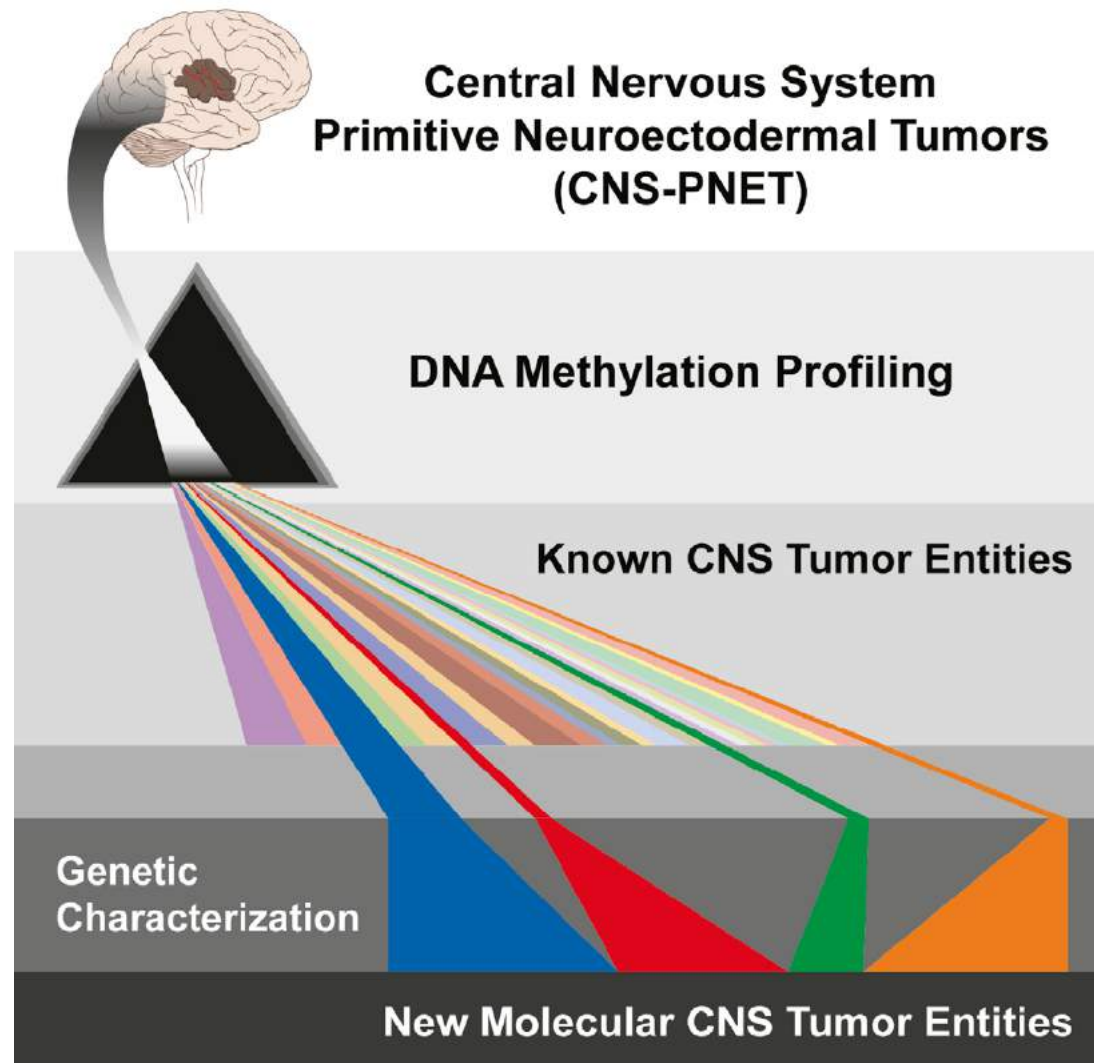 Central Nervous System
Primitive Neuroectodermal Tumors
(CNS-PNET)
DNA Methylation Profiling
Known CNS Tumor Entities
Genetic
Characterization
New Molecular CNS Tumor Entities